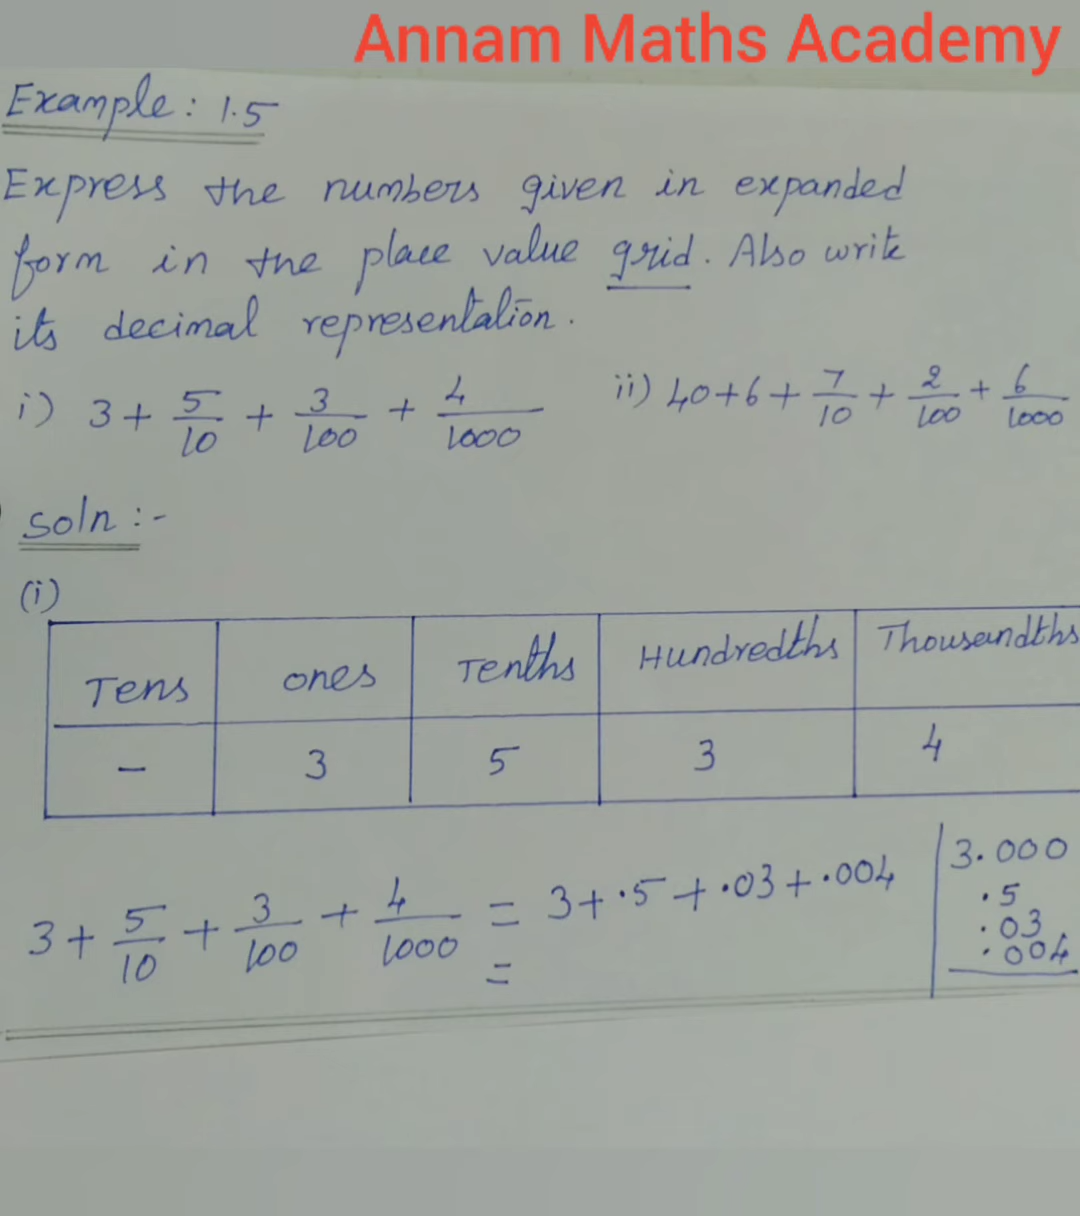 Annam Maths Academy
Example: 1.5
Express the numbers given in expanded
form in the place value grid. Also write
its decimal representation.
i) 3 + 5/10 + 3/100 + 4/1000 ii) 40 + 6 + 7/10 + 2/100 + 6/1000
Soln :-
(i)
Tens ones Tenths Hundredths Thousandths
- 3 5 3 4
3 + 5/10 + 3/100 + 4/1000 = 3 + .5 + .03 + .004
=
3.000
.5
.03
.004